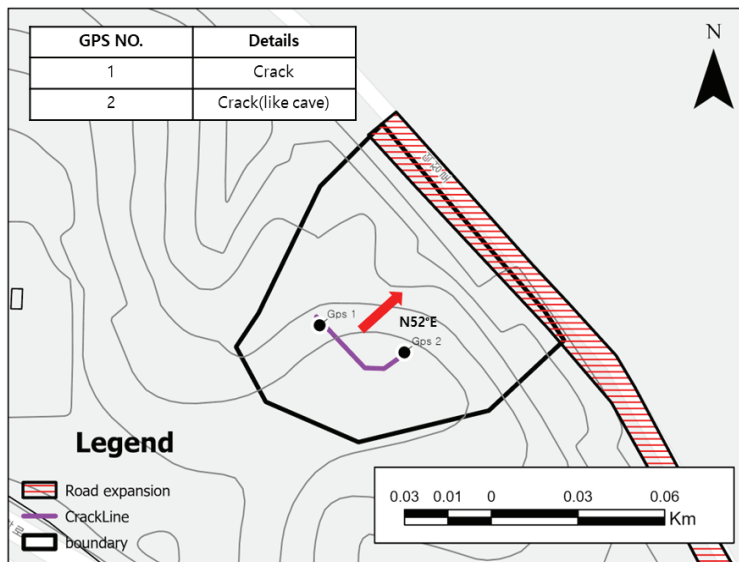 GPS NO. Details
1 Crack
2 Crack(like cave)
N
Gps 1
N52°E
Gps 2
Legend
Road expansion
CrackLine
boundary
0.03 0.01 0 0.03 0.06
Km